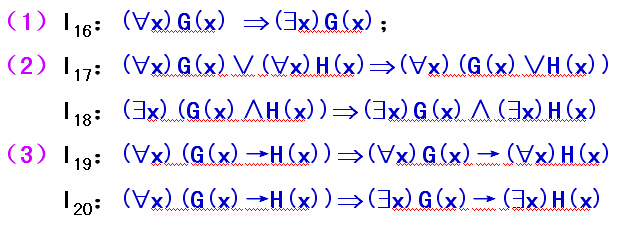 （1）I₁₆：(∀x)G(x) ⇒(∃x)G(x)；
（2）I₁₇：(∀x)G(x)∨(∀x)H(x)⇒(∀x)(G(x)∨H(x))
I₁₈：(∃x)(G(x)∧H(x))⇒(∃x)G(x)∧(∃x)H(x)
（3）I₁₉：(∀x)(G(x)→H(x))⇒(∀x)G(x)→(∀x)H(x)
I₂₀：(∀x)(G(x)→H(x))⇒(∃x)G(x)→(∃x)H(x)